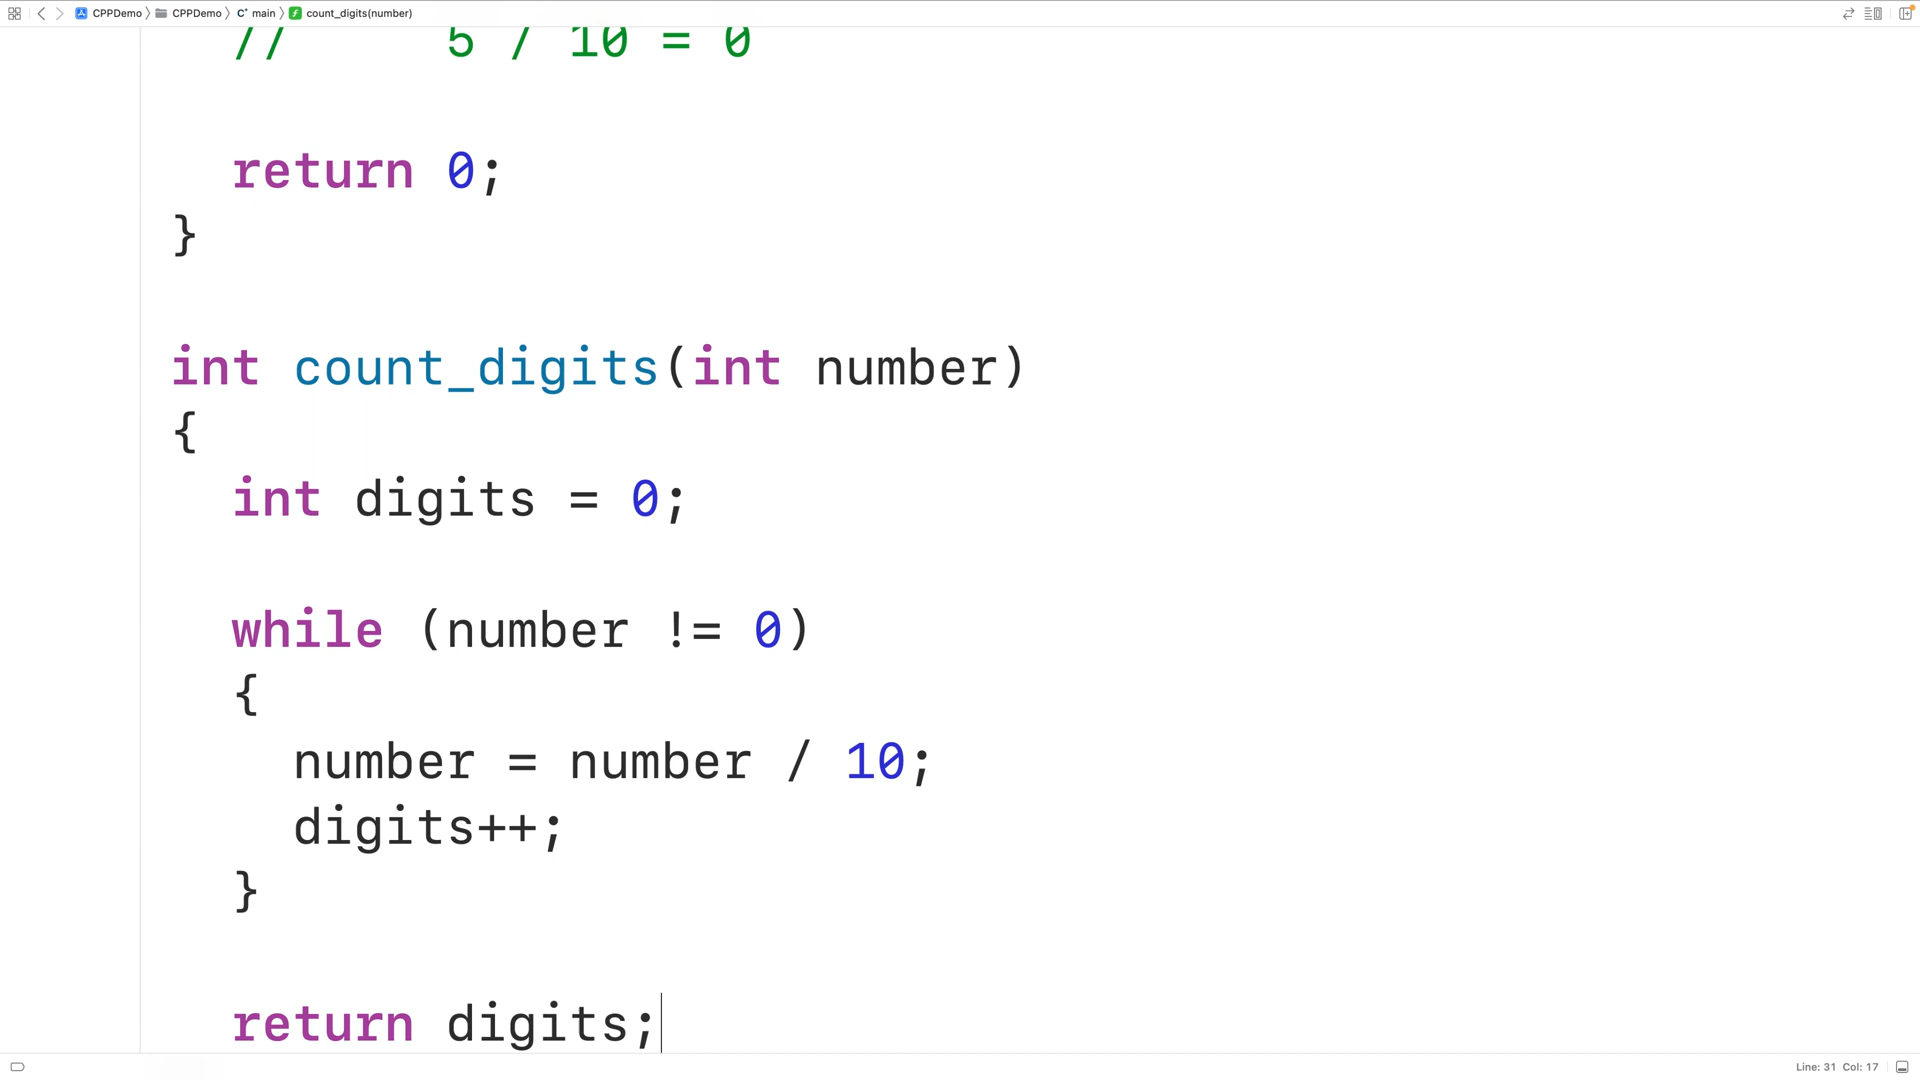 CPPDemo CPPDemo C+ main f count_digits(number)
// 5 / 10 = 0
return 0;
}
int count_digits(int number)
{
int digits = 0;
while (number != 0)
{
number = number / 10;
digits++;
}
return digits;
Line: 31 Col: 17